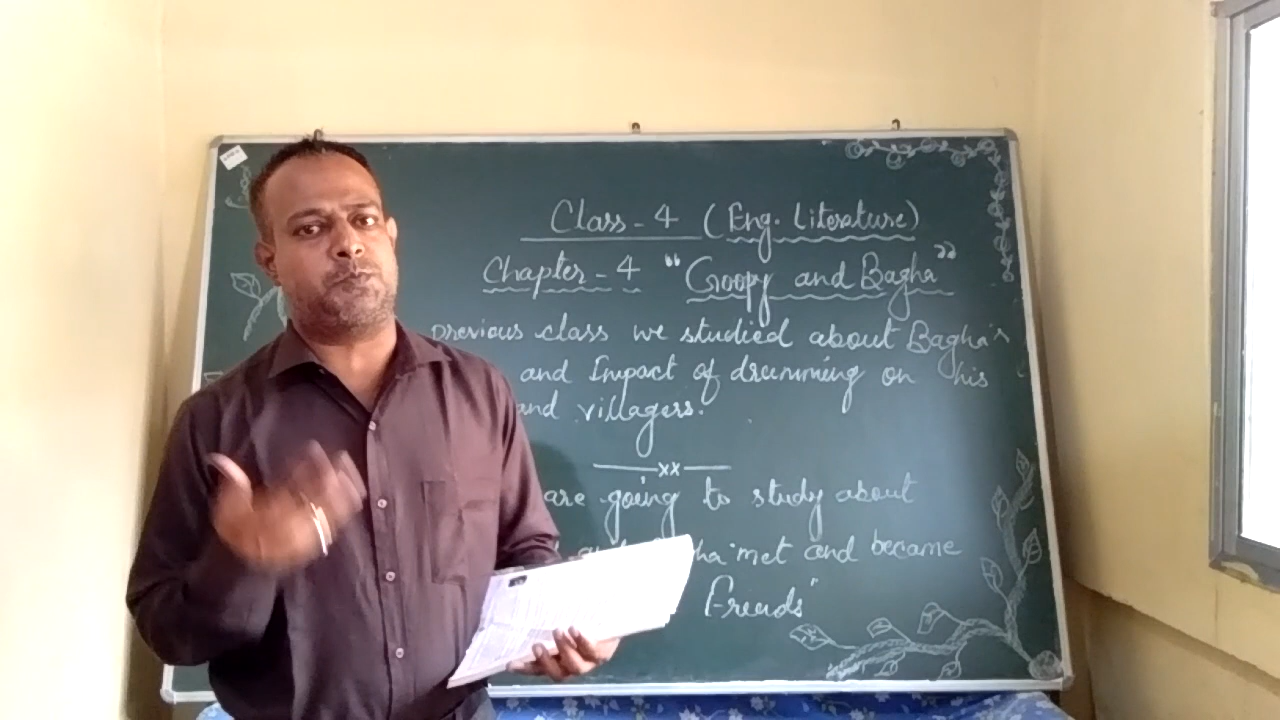 Class - 4 (Eng. Literature)
Chapter - 4 "Goopy and Bagha"
previous class we studied about Bagha's
and Impact of drumming on his
and villagers.
xx
are going to study about
met and became
Friends"